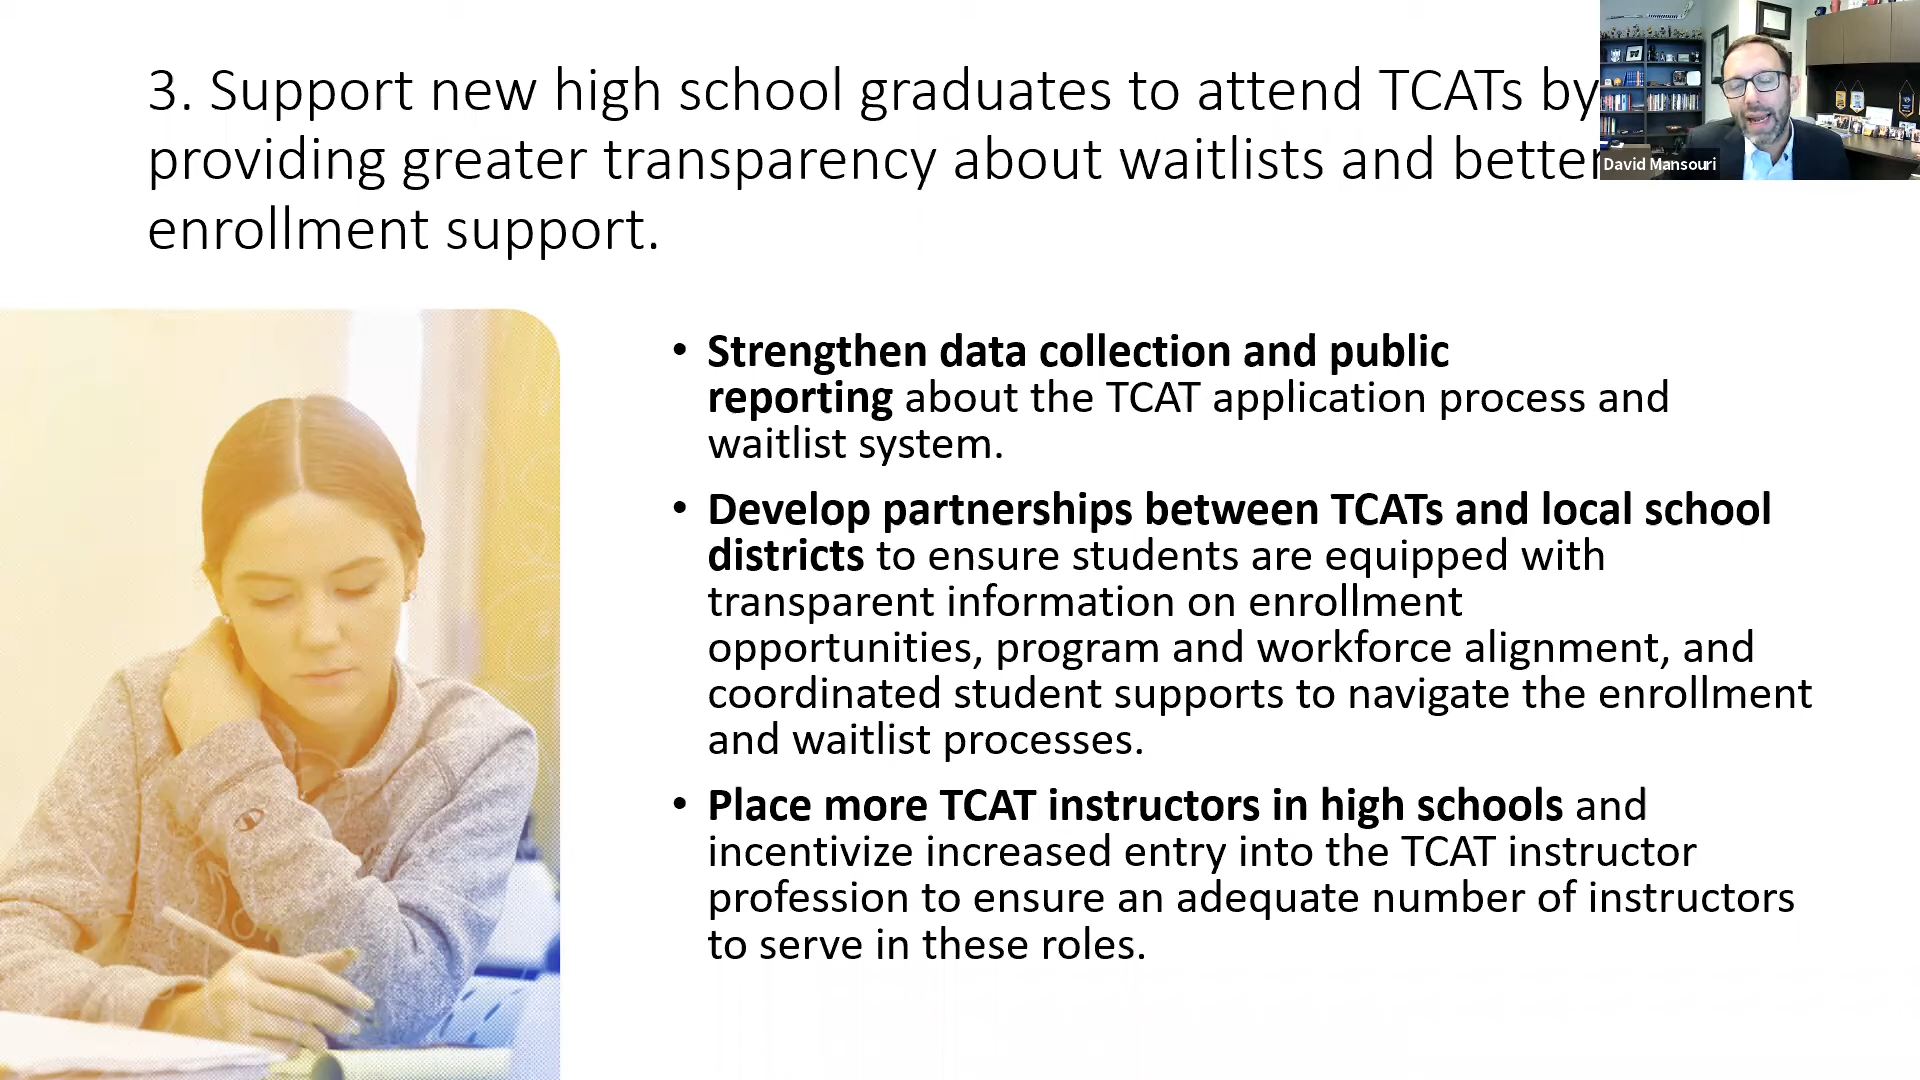 3. Support new high school graduates to attend TCATs by
providing greater transparency about waitlists and better
enrollment support.
David Mansouri
• Strengthen data collection and public
reporting about the TCAT application process and
waitlist system.
• Develop partnerships between TCATs and local school
districts to ensure students are equipped with
transparent information on enrollment
opportunities, program and workforce alignment, and
coordinated student supports to navigate the enrollment
and waitlist processes.
• Place more TCAT instructors in high schools and
incentivize increased entry into the TCAT instructor
profession to ensure an adequate number of instructors
to serve in these roles.